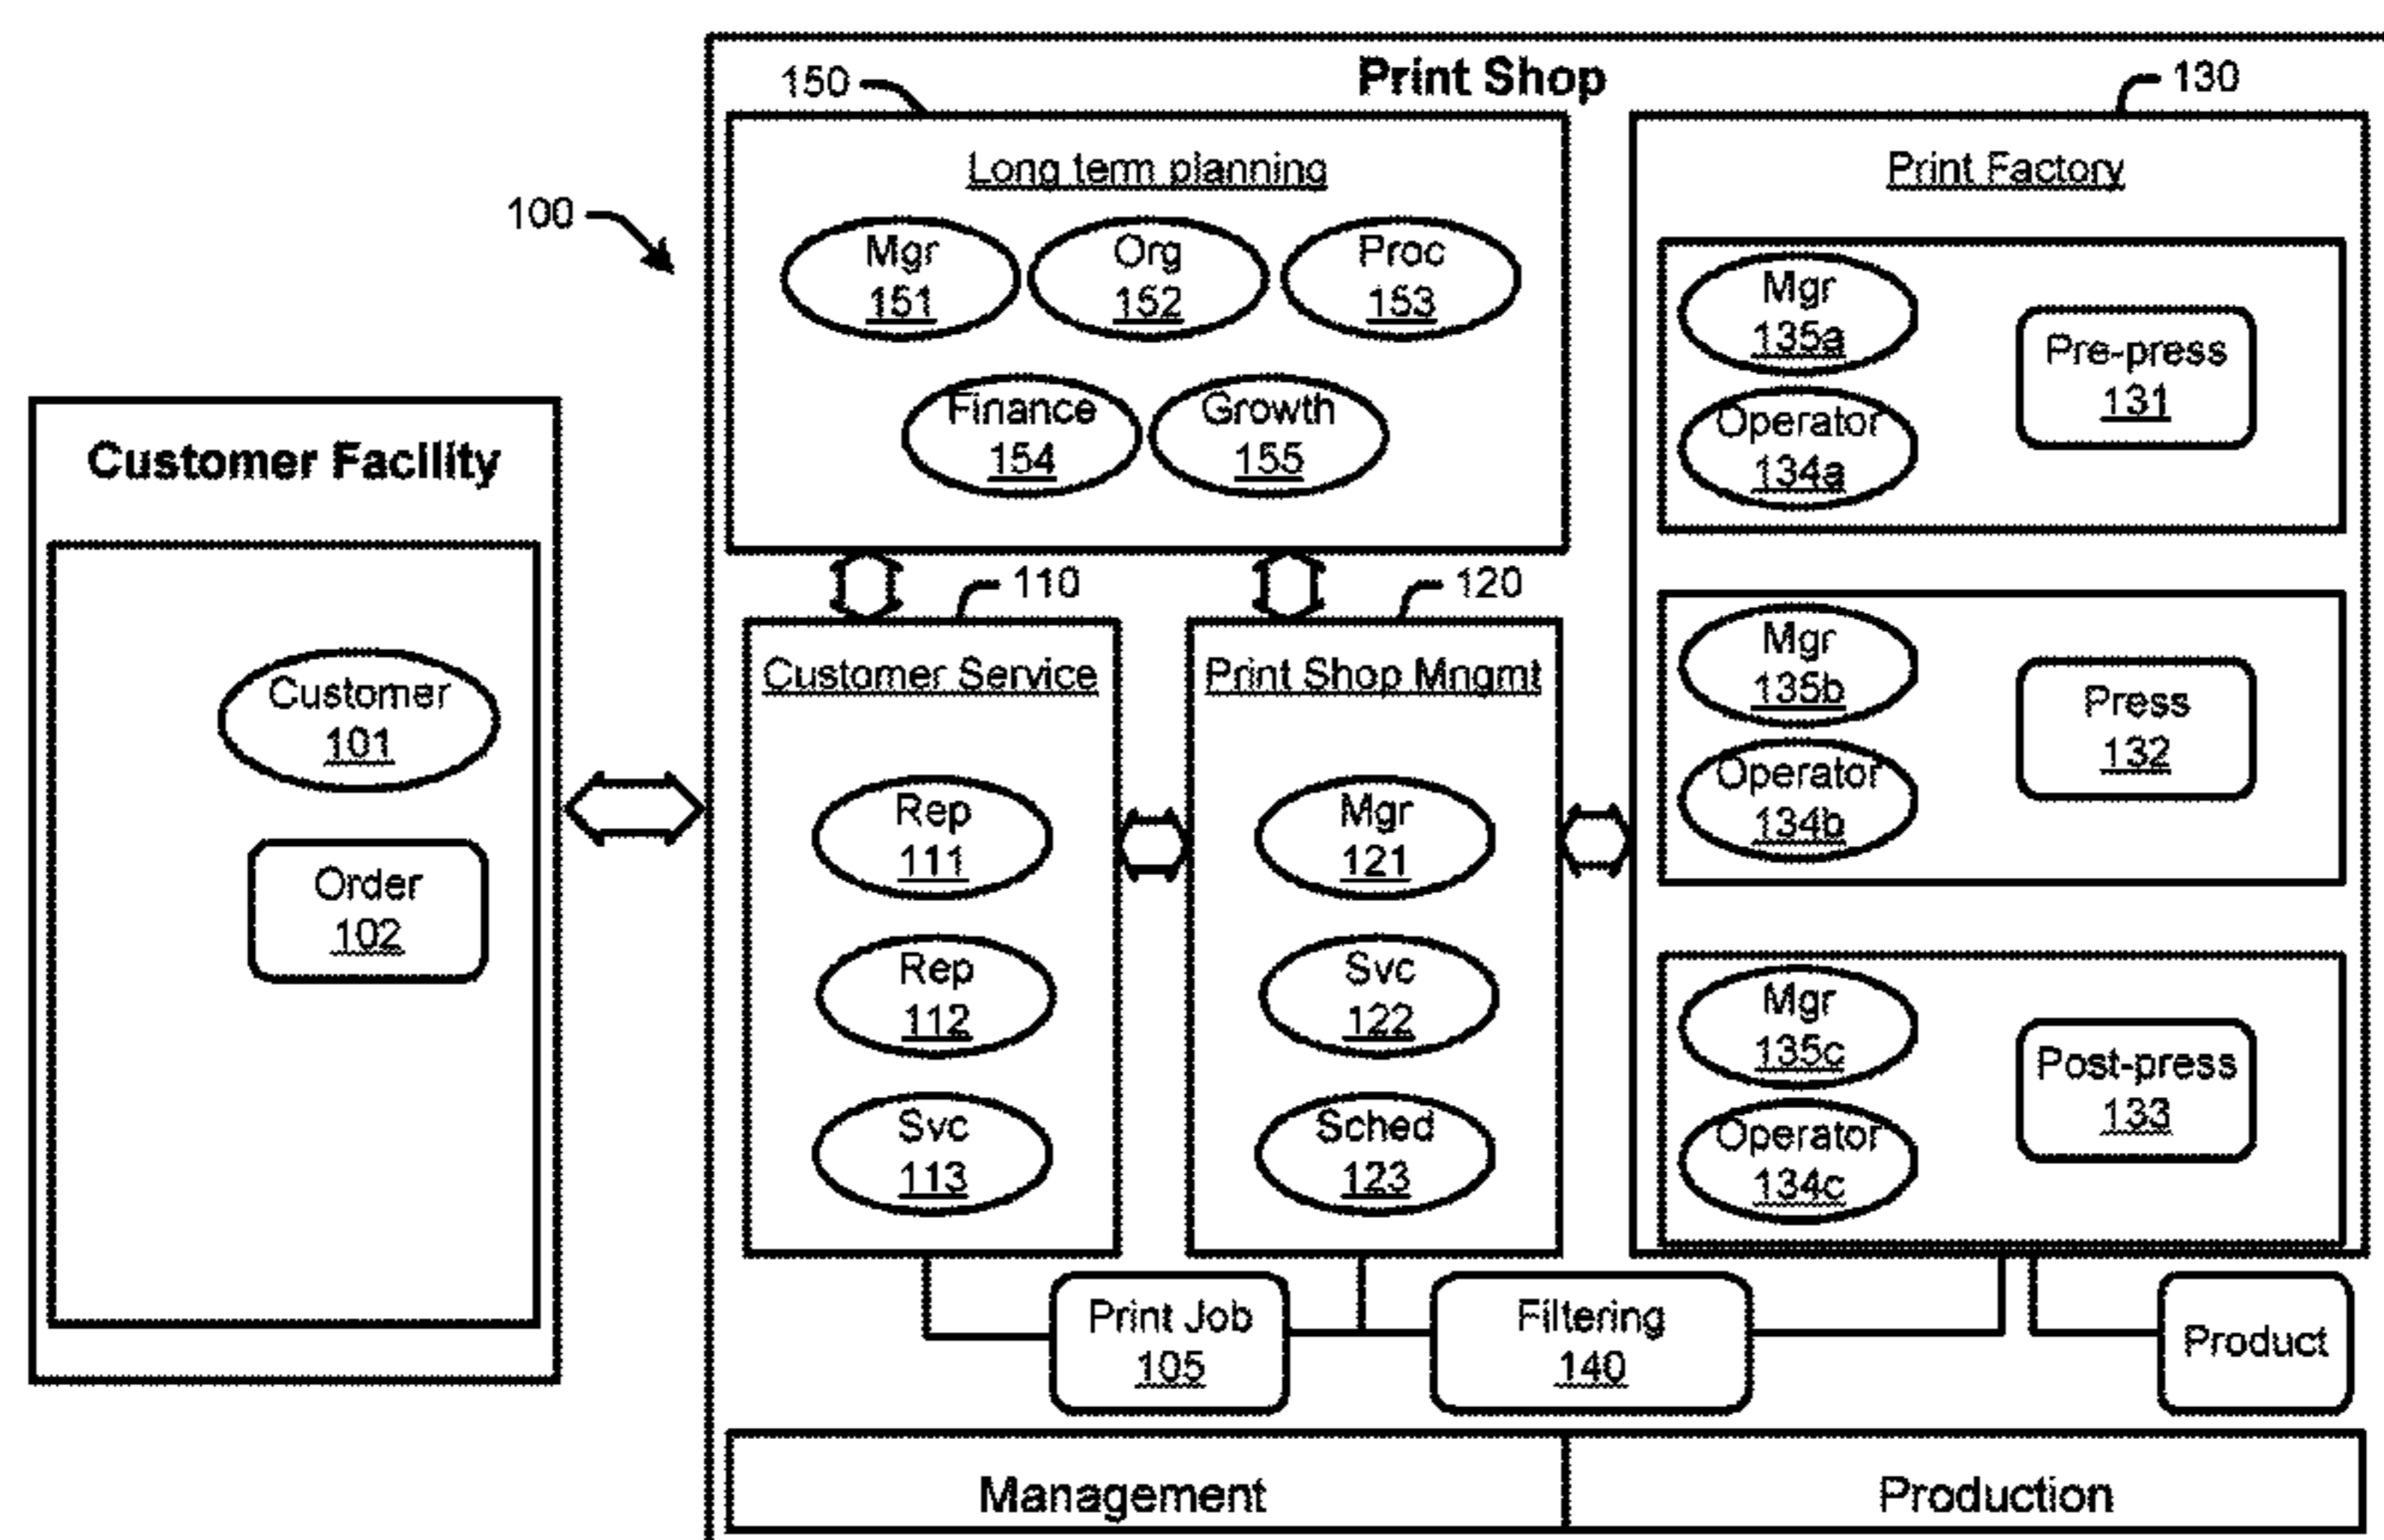 Print Shop
150
130
100
Long term planning
Mgr
151
Org
152
Proc
153
Finance
154
Growth
155
Print Factory
Mgr
135a
Operator
134a
Pre-press
131
Customer Facility
Customer
101
Order
102
110
120
Customer Service
Rep
111
Rep
112
Svc
113
Print Shop Mngmt
Mgr
121
Svc
122
Sched
123
Mgr
135b
Operator
134b
Press
132
Mgr
135c
Operator
134c
Post-press
133
Print Job
105
Filtering
140
Product
Management
Production